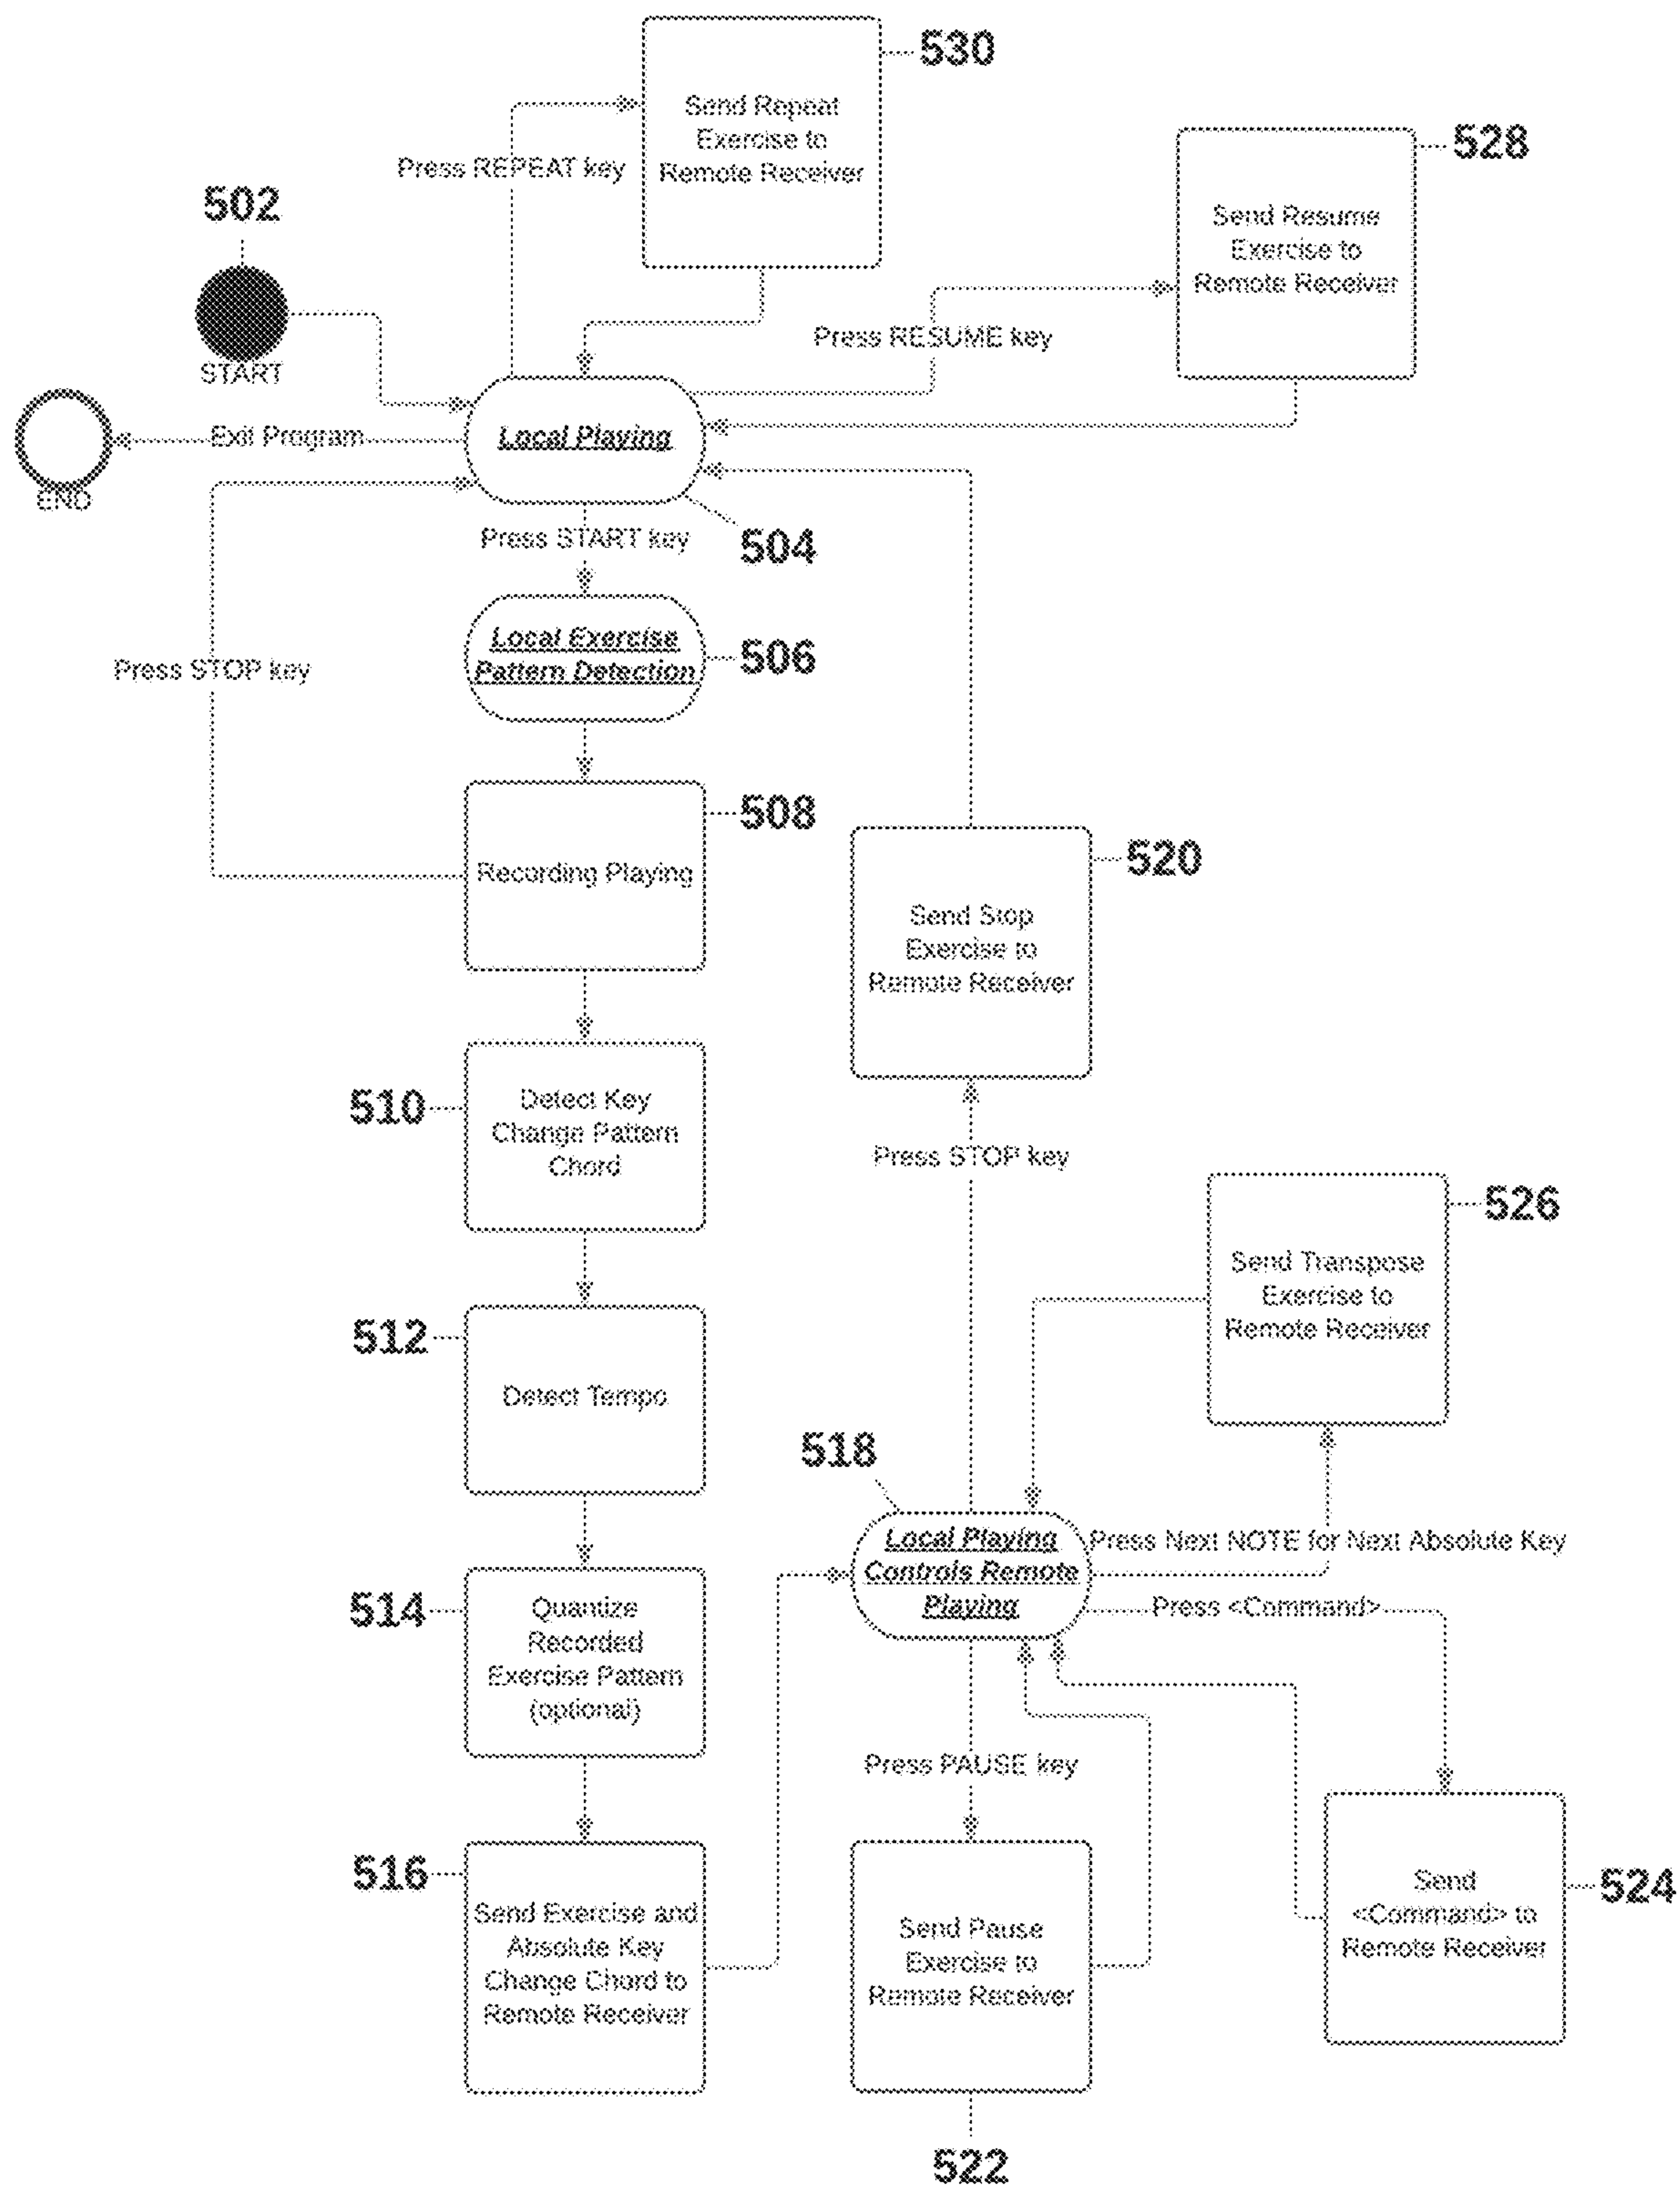 530
Send Repeat
Exercise to
Remote Receiver
Press REPEAT key
528
Send Resume
Exercise to
Remote Receiver
502
START
Press RESUME key
Local Playing
Exit Program
END
Press START key
504
Local Exercise
Pattern Detection
506
Press STOP key
508
Recording Playing
520
Send Stop
Exercise to
Remote Receiver
510
Detect Key
Change Pattern
Chord
Press STOP key
526
Send Transpose
Exercise to
Remote Receiver
512
Detect Tempo
518
Local Playing
Controls Remote
Playing
Press Next NOTE for Next Absolute Key
Press <Command>
514
Quantize
Recorded
Exercise Pattern
(optional)
Press PAUSE key
516
Send Exercise and
Absolute Key
Change Chord to
Remote Receiver
Send Pause
Exercise to
Remote Receiver
524
Send
<Command> to
Remote Receiver
522